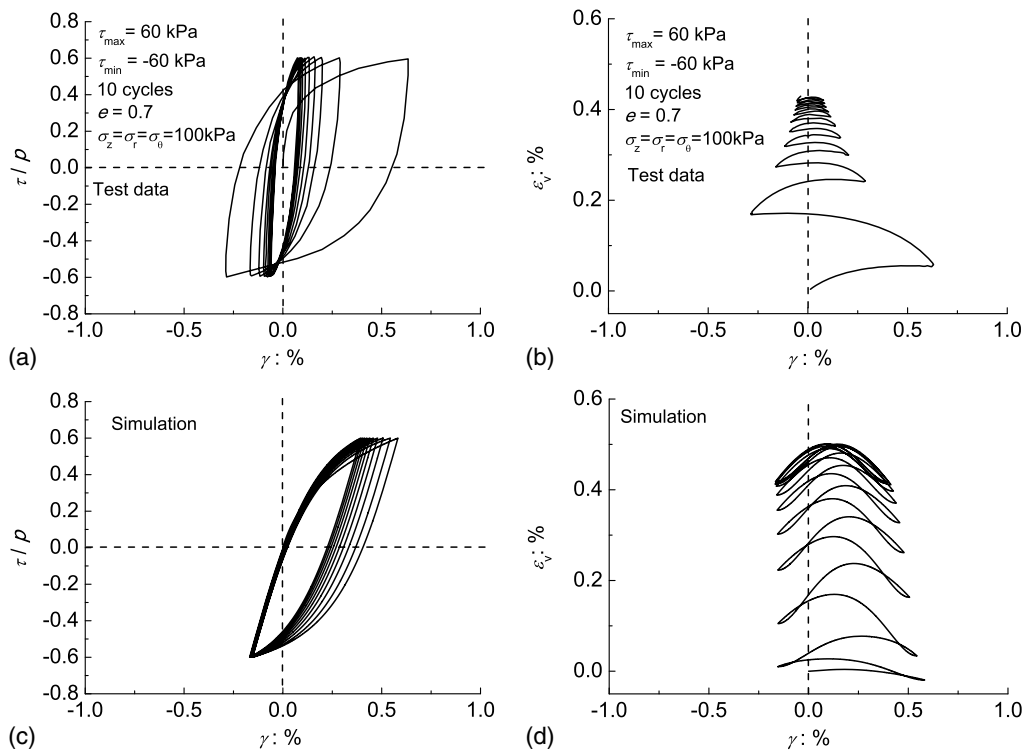 0.8
0.6
0.4
0.2
0.0
-0.2
-0.4
-0.6
-0.8
τ / p
τmax= 60 kPa
τmin= -60 kPa
10 cycles
e = 0.7
σz=σr=σθ=100kPa
Test data
-1.0 -0.5 0.0 0.5 1.0
(a)
γ : %
0.6
0.4
0.2
0.0
εv: %
τmax= 60 kPa
τmin= -60 kPa
10 cycles
e = 0.7
σz=σr=σθ=100kPa
Test data
-1.0 -0.5 0.0 0.5 1.0
(b)
γ : %
0.8
0.6
0.4
0.2
0.0
-0.2
-0.4
-0.6
-0.8
τ / p
Simulation
-1.0 -0.5 0.0 0.5 1.0
(c)
γ : %
0.6
0.4
0.2
0.0
εv: %
Simulation
-1.0 -0.5 0.0 0.5 1.0
(d)
γ : %